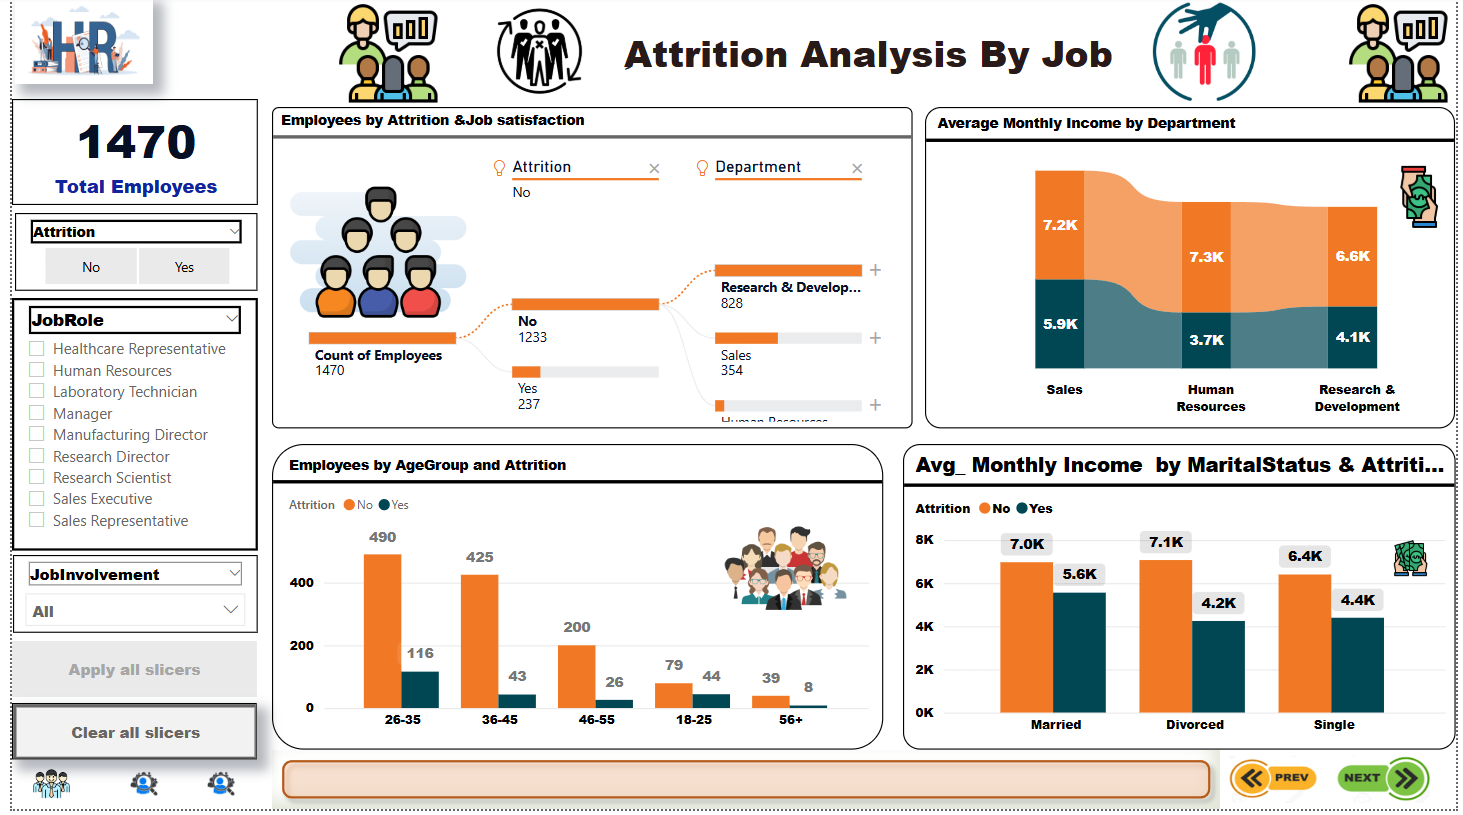 HR
Attrition Analysis By Job
1470
Total Employees
Attrition
No
Yes
JobRole
Healthcare Representative
Human Resources
Laboratory Technician
Manager
Manufacturing Director
Research Director
Research Scientist
Sales Executive
Sales Representative
JobInvolvement
All
Apply all slicers
Clear all slicers
Employees by Attrition &Job satisfaction
Attrition
No
Department
Count of Employees
1470
No
1233
Yes
237
Research & Develop...
828
Sales
354
Human Resources
Average Monthly Income by Department
7.2K
7.3K
6.6K
5.9K
3.7K
4.1K
Sales
Human
Resources
Research &
Development
Employees by AgeGroup and Attrition
Attrition No Yes
490
425
400
200
200
116
79
43
44
39
26
8
0
26-35
36-45
46-55
18-25
56+
Avg_ Monthly Income by MaritalStatus & Attriti...
Attrition No Yes
8K
7.0K
7.1K
6.4K
5.6K
6K
4.2K
4.4K
4K
2K
0K
Married
Divorced
Single
PREV
NEXT